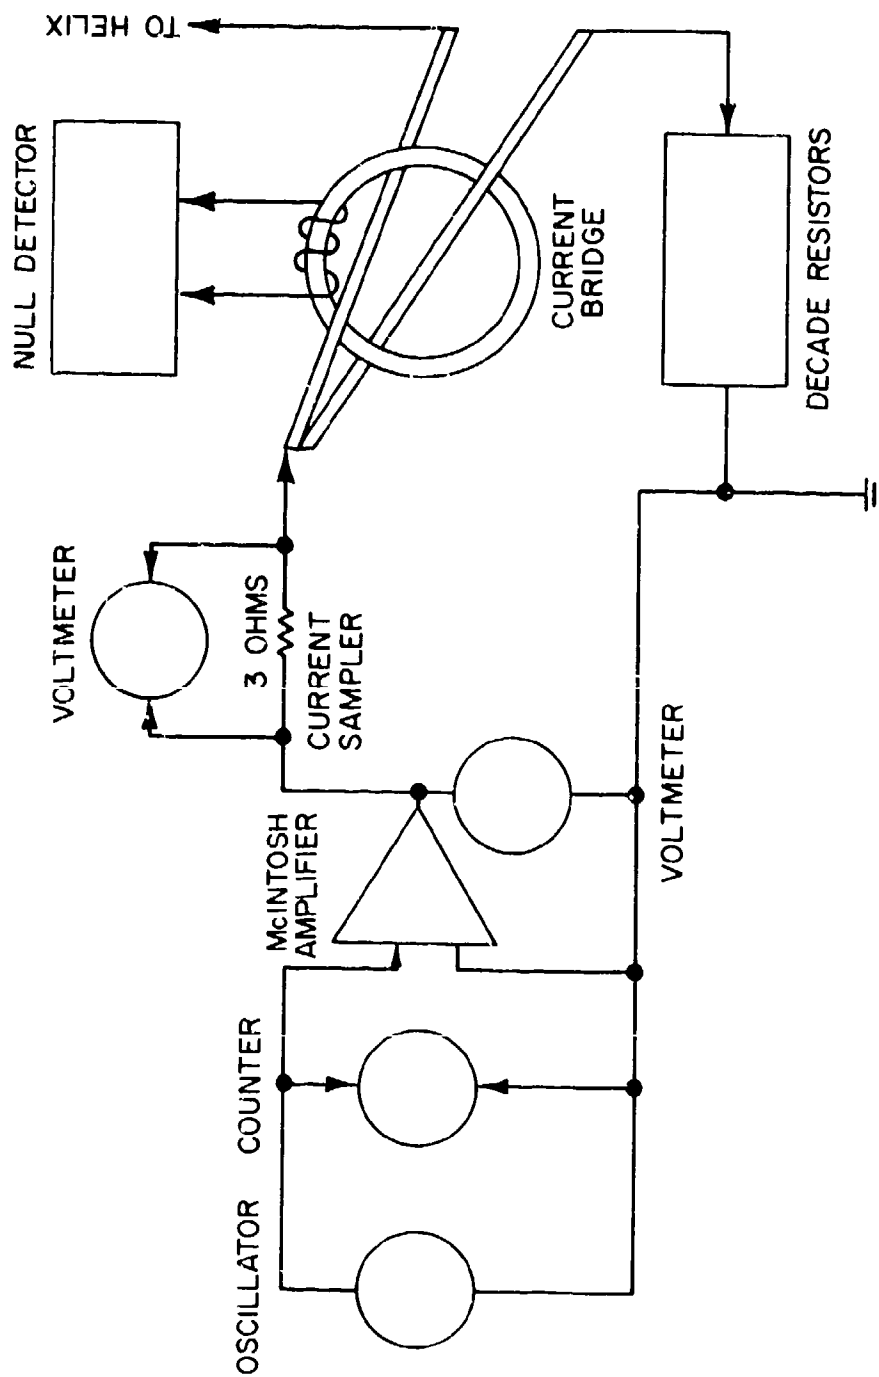 TO HELIX
NULL DETECTOR
VOLTMETER
3 OHMS
CURRENT
SAMPLER
CURRENT
BRIDGE
McINTOSH
AMPLIFIER
OSCILLATOR
COUNTER
VOLTMETER
DECADE RESISTORS